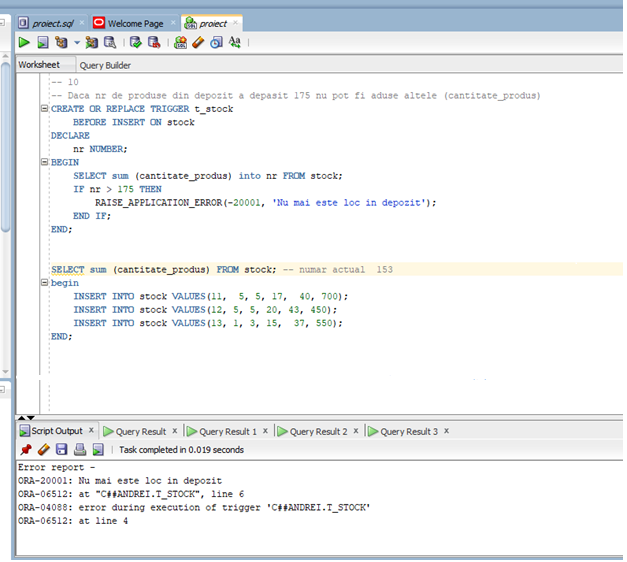 proiect.sql
Welcome Page
proiect
Worksheet
Query Builder
-- 10
-- Daca nr de produse din depozit a depasit 175 nu pot fi aduse altele (cantitate_produs)
CREATE OR REPLACE TRIGGER t_stock
BEFORE INSERT ON stock
DECLARE
nr NUMBER;
BEGIN
SELECT sum (cantitate_produs) into nr FROM stock;
IF nr > 175 THEN
RAISE_APPLICATION_ERROR(-20001, 'Nu mai este loc in depozit');
END IF;
END;
SELECT sum (cantitate_produs) FROM stock; -- numar actual  153
begin
INSERT INTO stock VALUES(11,  5, 5, 17,  40, 700);
INSERT INTO stock VALUES(12, 5, 5, 20, 43, 450);
INSERT INTO stock VALUES(13, 1, 3, 15,  37, 550);
END;
Script Output x
Query Result x
Query Result 1 x
Query Result 2 x
Query Result 3 x
Task completed in 0.019 seconds
Error report -
ORA-20001: Nu mai este loc in depozit
ORA-06512: at "C##ANDREI.T_STOCK", line 6
ORA-04088: error during execution of trigger 'C##ANDREI.T_STOCK'
ORA-06512: at line 4